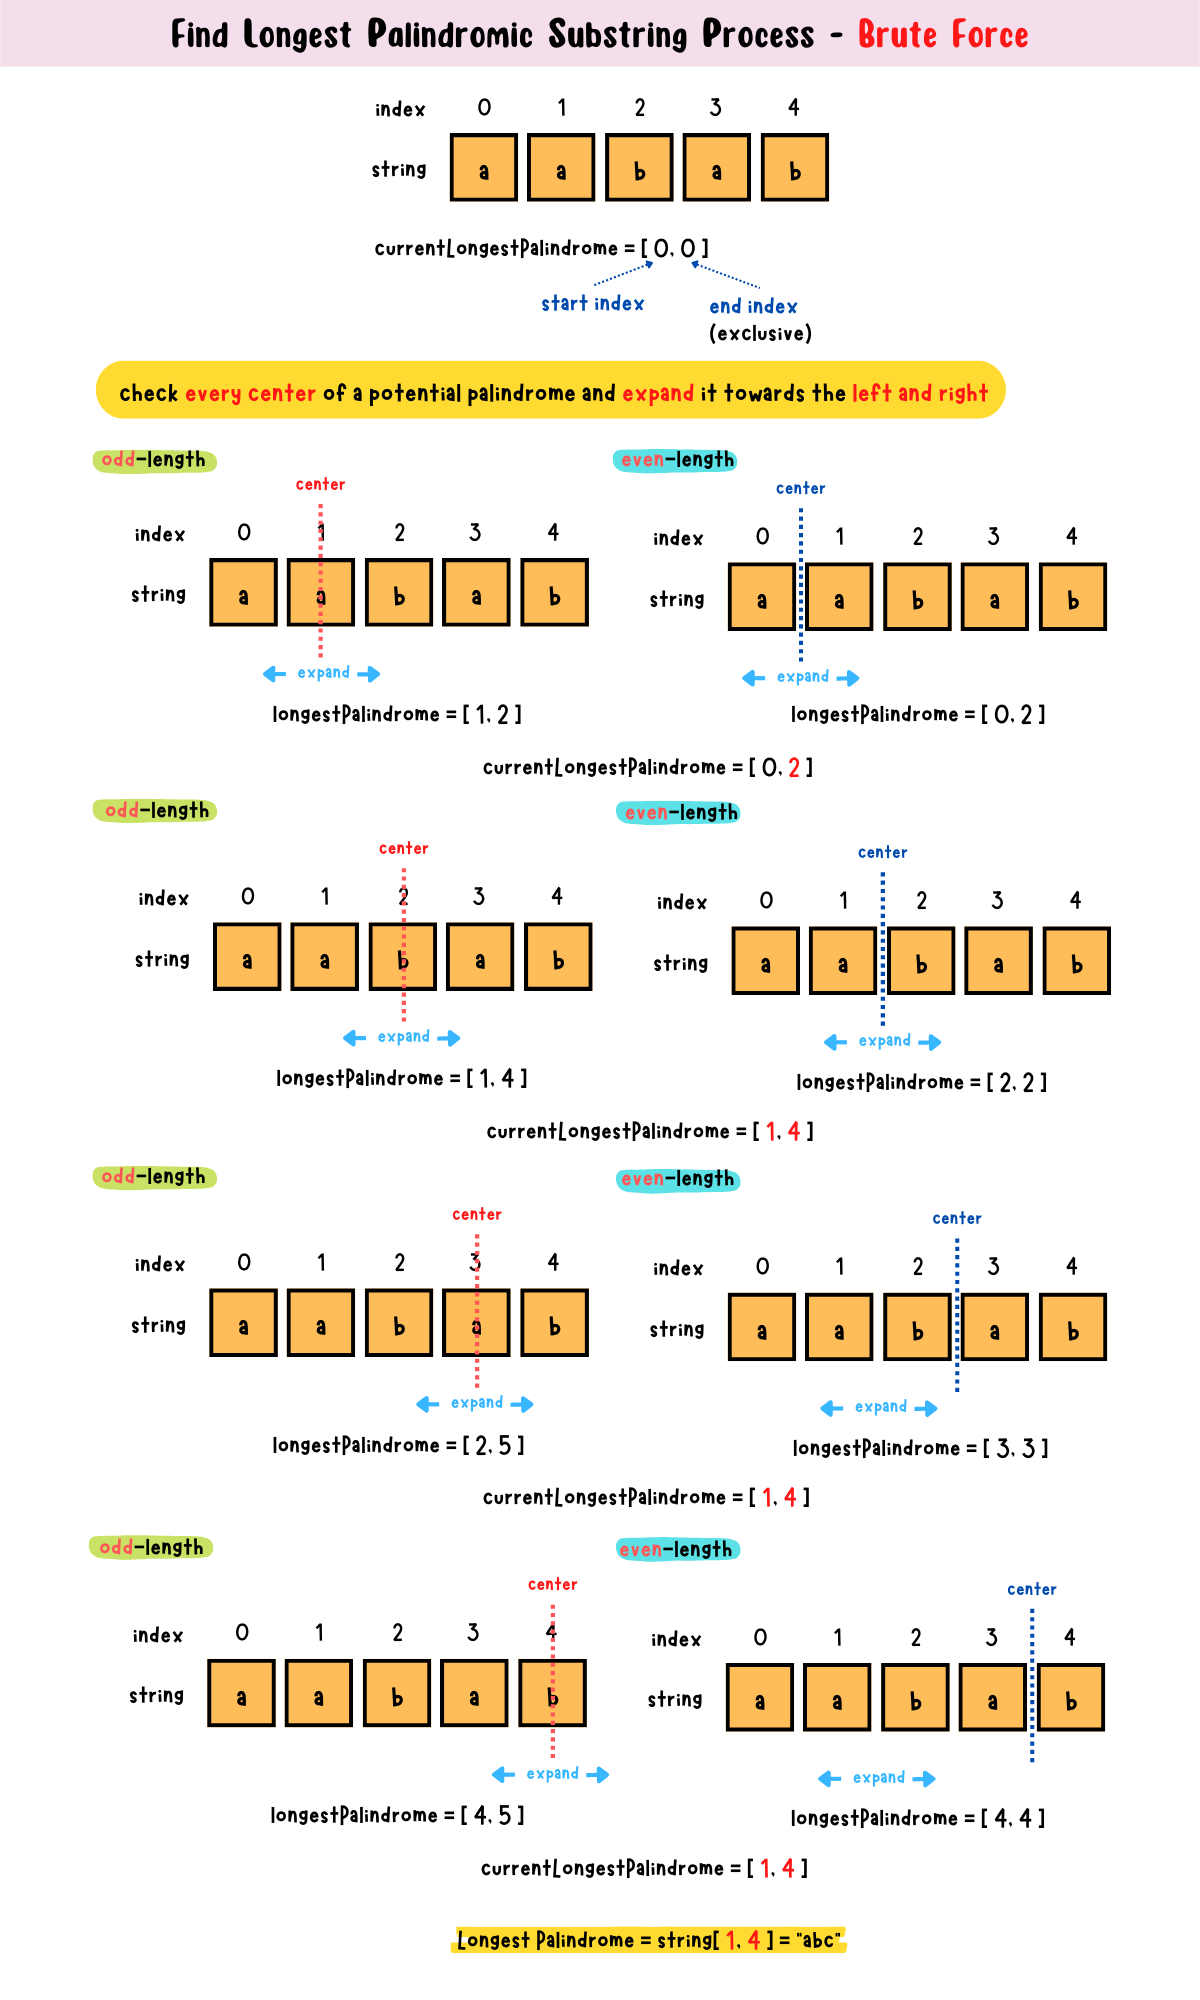 Find Longest Palindromic Substring Process - Brute Force
index 0 1 2 3 4
string a a b a b
currentLongestPalindrome = [ 0, 0 ]
start index
end index
(exclusive)
check every center of a potential palindrome and expand it towards the left and right
odd-length
center
index 0 1 2 3 4
string a a b a b
expand
longestPalindrome = [ 1, 2 ]
even-length
center
index 0 1 2 3 4
string a a b a b
expand
longestPalindrome = [ 0, 2 ]
currentLongestPalindrome = [ 0, 2 ]
odd-length
center
index 0 1 2 3 4
string a a b a b
expand
longestPalindrome = [ 1, 4 ]
even-length
center
index 0 1 2 3 4
string a a b a b
expand
longestPalindrome = [ 2, 2 ]
currentLongestPalindrome = [ 1, 4 ]
odd-length
center
index 0 1 2 3 4
string a a b a b
expand
longestPalindrome = [ 2, 5 ]
even-length
center
index 0 1 2 3 4
string a a b a b
expand
longestPalindrome = [ 3, 3 ]
currentLongestPalindrome = [ 1, 4 ]
odd-length
center
index 0 1 2 3 4
string a a b a b
expand
longestPalindrome = [ 4, 5 ]
even-length
center
index 0 1 2 3 4
string a a b a b
expand
longestPalindrome = [ 4, 4 ]
currentLongestPalindrome = [ 1, 4 ]
Longest Palindrome = string[ 1, 4 ] = "abc"